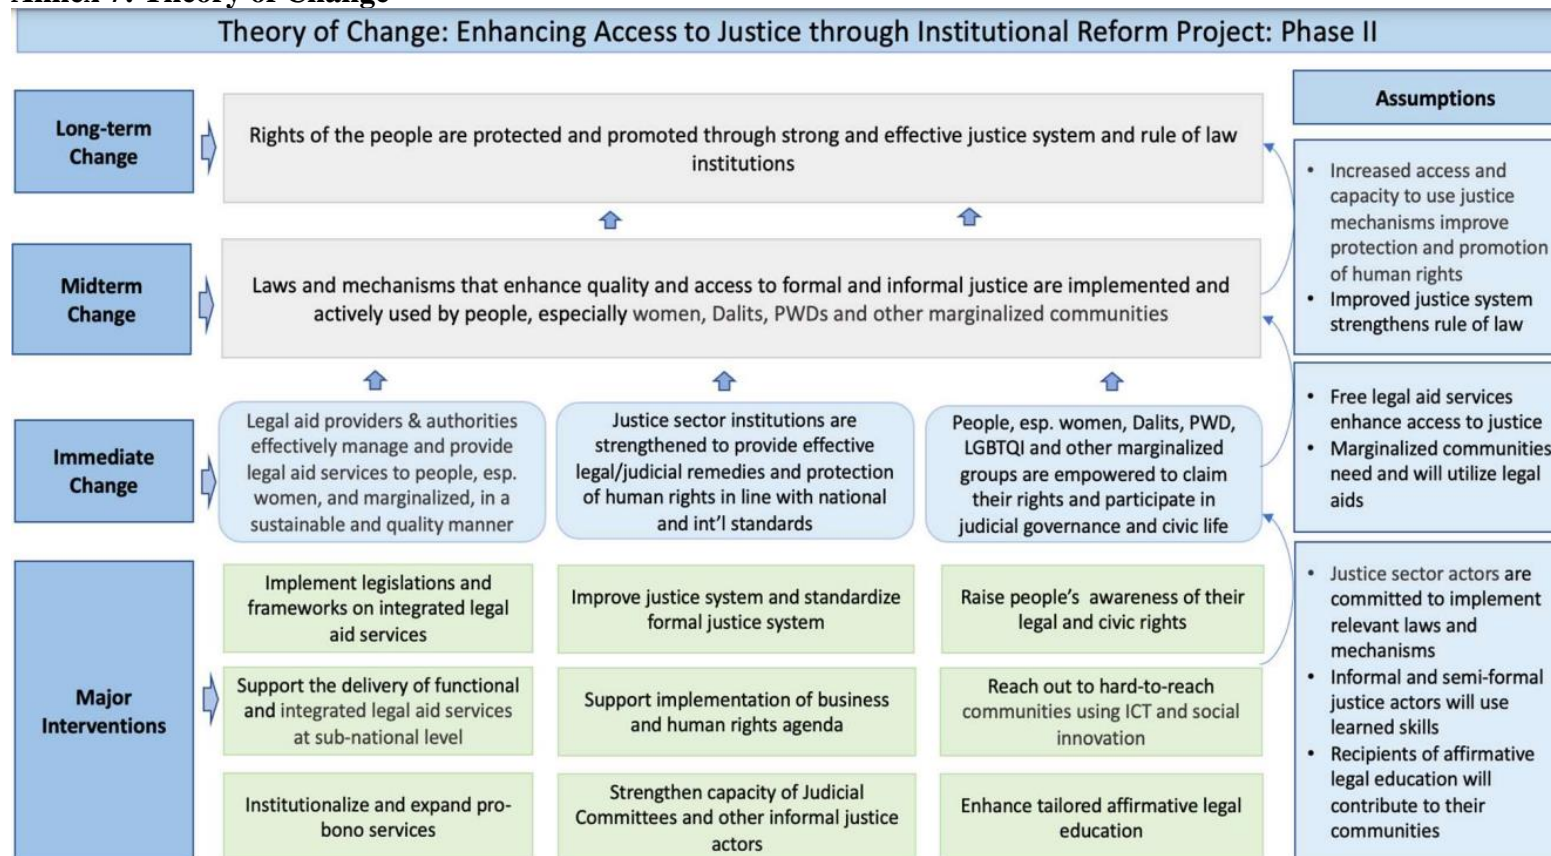 Annex 7: Theory of Change
Theory of Change: Enhancing Access to Justice through Institutional Reform Project: Phase II
Long-term
Change
Rights of the people are protected and promoted through strong and effective justice system and rule of law
institutions
Midterm
Change
Laws and mechanisms that enhance quality and access to formal and informal justice are implemented and
actively used by people, especially women, Dalits, PWDs and other marginalized communities
Immediate
Change
Legal aid providers & authorities
effectively manage and provide
legal aid services to people, esp.
women, and marginalized, in a
sustainable and quality manner
Justice sector institutions are
strengthened to provide effective
legal/judicial remedies and protection
of human rights in line with national
and int'l standards
People, esp. women, Dalits, PWD,
LGBTQI and other marginalized
groups are empowered to claim
their rights and participate in
judicial governance and civic life
Major
Interventions
Implement legislations and
frameworks on integrated legal
aid services
Improve justice system and standardize
formal justice system
Raise people's awareness of their
legal and civic rights
Support the delivery of functional
and integrated legal aid services
at sub-national level
Support implementation of business
and human rights agenda
Reach out to hard-to-reach
communities using ICT and social
innovation
Institutionalize and expand pro-
bono services
Strengthen capacity of Judicial
Committees and other informal justice
actors
Enhance tailored affirmative legal
education
Assumptions
• Increased access and
capacity to use justice
mechanisms improve
protection and promotion
of human rights
• Improved justice system
strengthens rule of law
• Free legal aid services
enhance access to justice
• Marginalized communities
need and will utilize legal
aids
• Justice sector actors are
committed to implement
relevant laws and
mechanisms
• Informal and semi-formal
justice actors will use
learned skills
• Recipients of affirmative
legal education will
contribute to their
communities